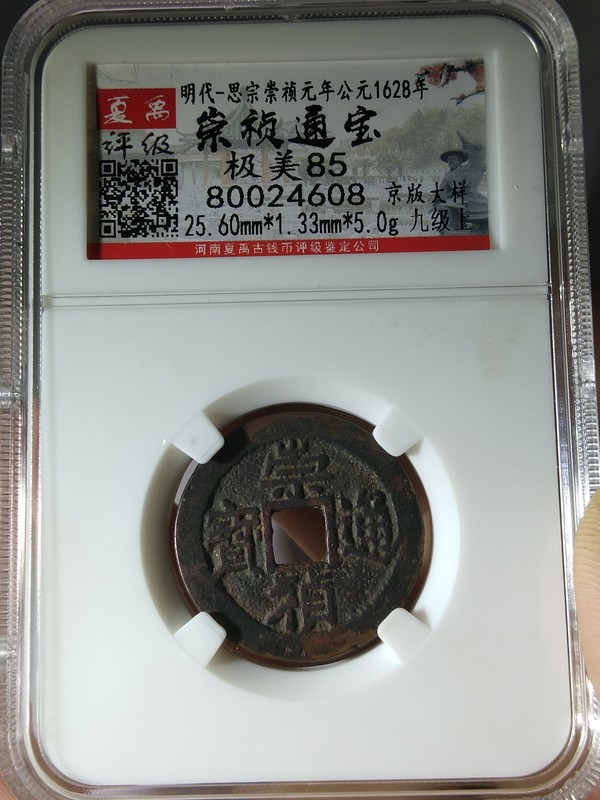 夏禹
评级
明代-思宗崇祯元年公元1628年
崇祯通宝
极美85
80024608 京版大样
25.60mm*1.33mm*5.0g 九级上
河南夏禹古钱币评级鉴定公司
崇禎通寶